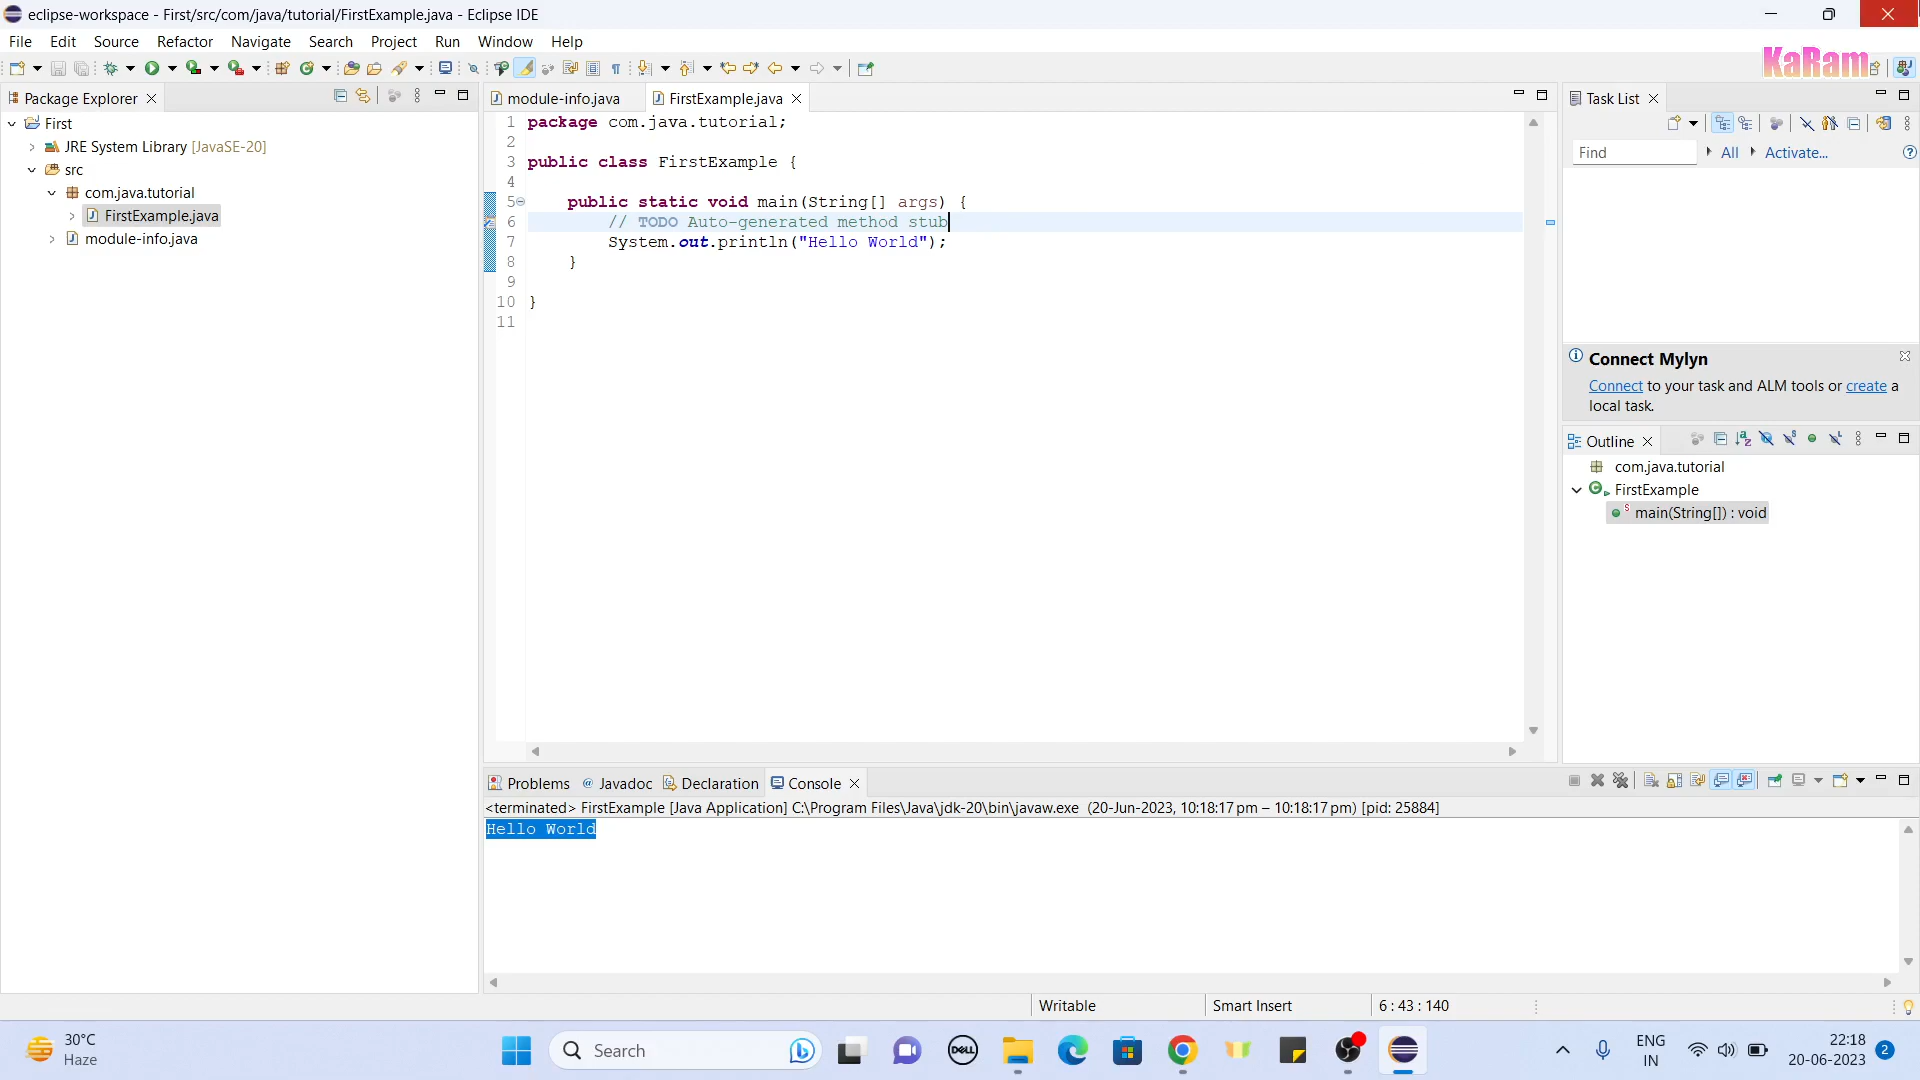 eclipse-workspace - First/src/com/java/tutorial/FirstExample.java - Eclipse IDE
File Edit Source Refactor Navigate Search Project Run Window Help
KaRam
Package Explorer
First
JRE System Library [JavaSE-20]
src
com.java.tutorial
FirstExample.java
module-info.java
module-info.java FirstExample.java
1 package com.java.tutorial;
2
3 public class FirstExample {
4
5 public static void main(String[] args) {
6 // TODO Auto-generated method stub
7 System.out.println("Hello World");
8 }
9
10 }
11
Task List
Find All Activate...
Connect Mylyn
Connect to your task and ALM tools or create a
local task.
Outline
com.java.tutorial
FirstExample
main(String[]) : void
Problems Javadoc Declaration Console
<terminated> FirstExample [Java Application] C:\Program Files\Java\jdk-20\bin\javaw.exe (20-Jun-2023, 10:18:17 pm – 10:18:17 pm) [pid: 25884]
Hello World
Writable Smart Insert 6 : 43 : 140
30°C
Haze
Search
DELL
ENG
IN
22:18
20-06-2023
2